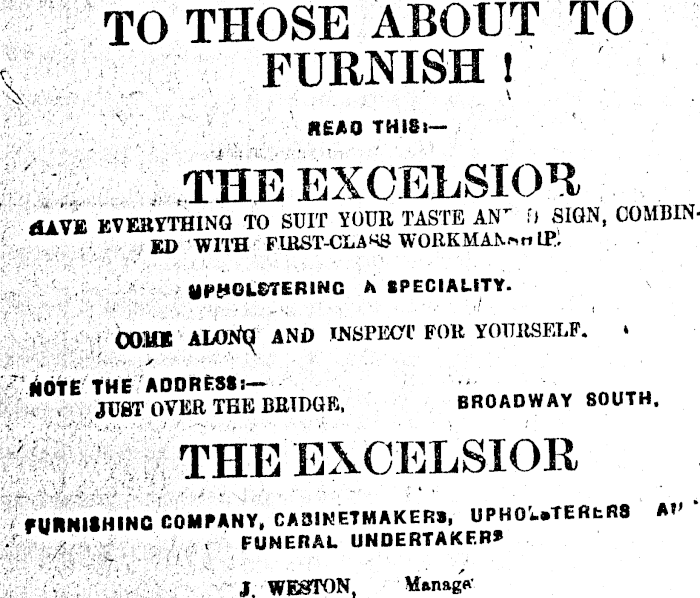 TO THOSE ABOUT TO
FURNISH!
READ THIS:—
THE EXCELSIOR
HAVE EVERYTHING TO SUIT YOUR TASTE AND SIGN, COMBIN-
ED WITH FIRST-CLASS WORKMANSHIP.
UPHOLSTERING A SPECIALITY.
COME ALONG AND INSPECT FOR YOURSELF.
NOTE THE ADDRESS:—
JUST OVER THE BRIDGE, BROADWAY SOUTH.
THE EXCELSIOR
FURNISHING COMPANY, CABINETMAKERS, UPHOLSTERERS
FUNERAL UNDERTAKERS
J. WESTON, Manage